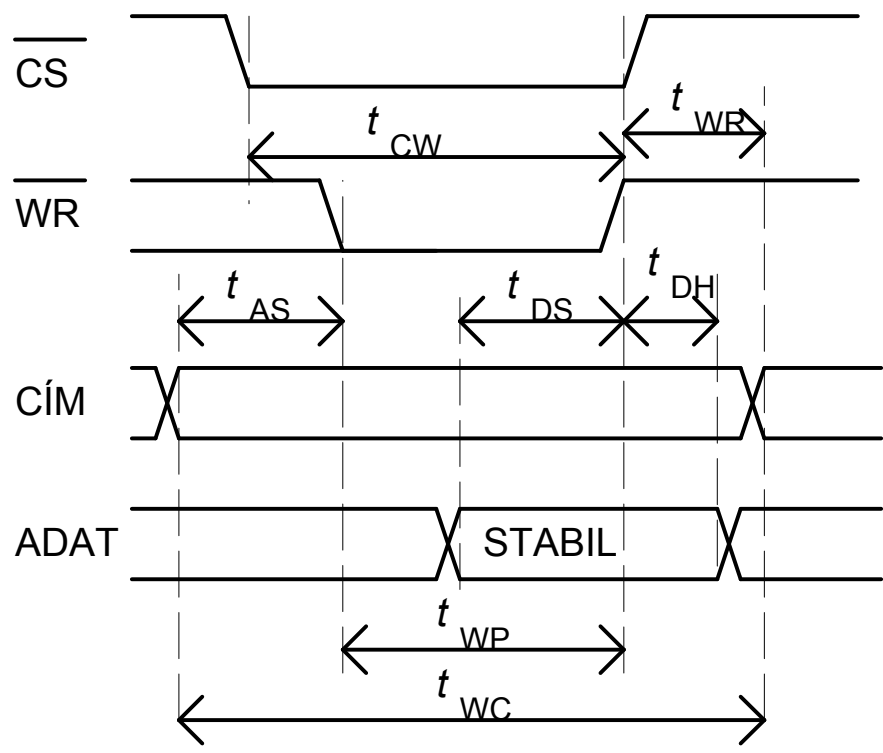 CS
t CW
t WR
WR
t AS
t DS
t DH
CÍM
ADAT
STABIL
t WP
t WC